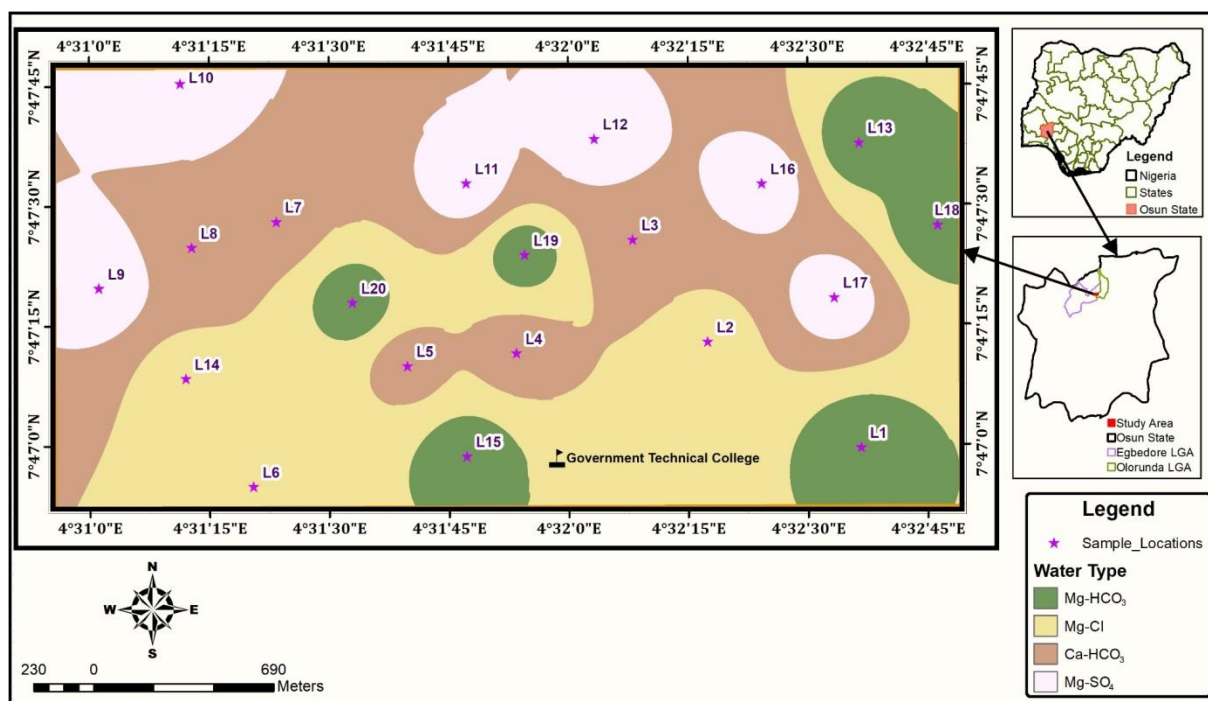 4°31'0"E 4°31'15"E 4°31'30"E 4°31'45"E 4°32'0"E 4°32'15"E 4°32'30"E 4°32'45"E
7°47'45"N
7°47'30"N
7°47'15"N
7°47'0"N
L10
L12
L13
L11
L16
L7
L18
L8
L3
L19
L9
L20
L17
L2
L4
L5
L14
L1
L15
Government Technical College
L6
7°47'45"N
7°47'30"N
7°47'15"N
7°47'0"N
4°31'0"E 4°31'15"E 4°31'30"E 4°31'45"E 4°32'0"E 4°32'15"E 4°32'30"E 4°32'45"E
N
W E
S
230 0 690
Meters
Legend
Nigeria
States
Osun State
Study Area
Osun State
Egbedore LGA
Olorunda LGA
Legend
Sample_Locations
Water Type
Mg-HCO₃
Mg-Cl
Ca-HCO₃
Mg-SO₄